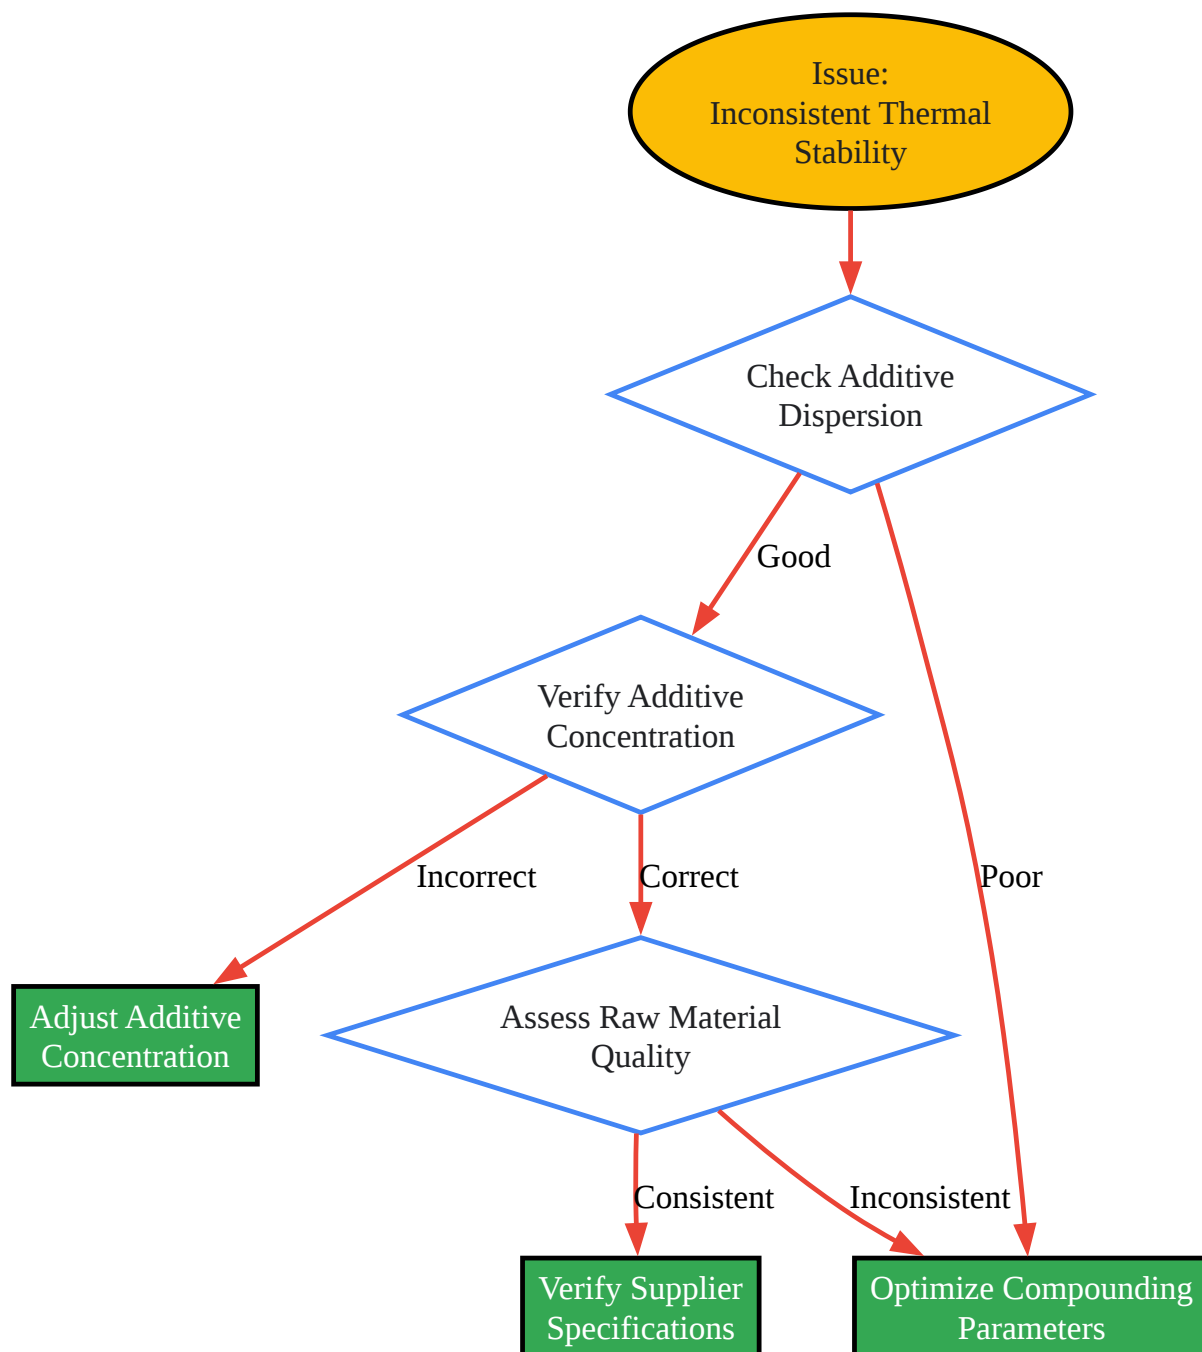 Issue:
Inconsistent Thermal
Stability
Check Additive
Dispersion
Good
Verify Additive
Concentration
Incorrect
Correct
Poor
Adjust Additive
Concentration
Assess Raw Material
Quality
Consistent
Inconsistent
Verify Supplier
Specifications
Optimize Compounding
Parameters